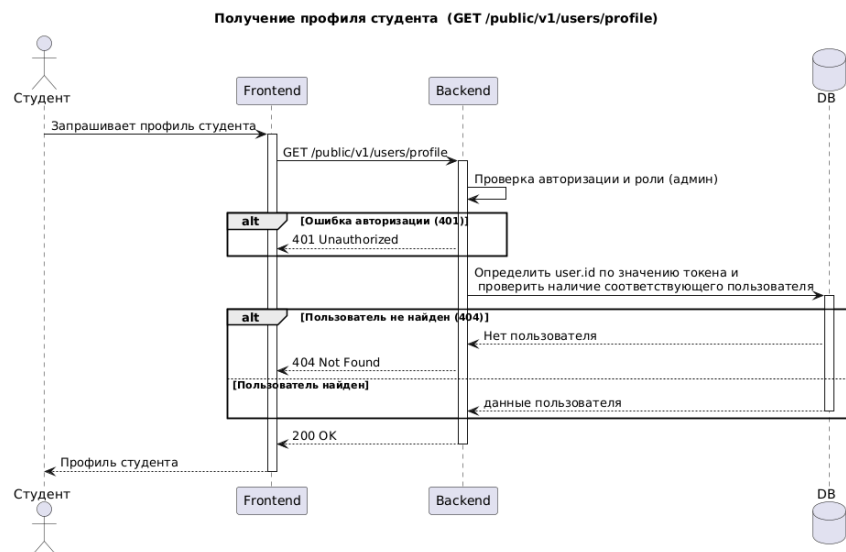 Получение профиля студента  (GET /public/v1/users/profile)
Студент
Frontend
Backend
DB
Запрашивает профиль студента
GET /public/v1/users/profile
Проверка авторизации и роли (админ)
alt
[Ошибка авторизации (401)]
401 Unauthorized
Определить user.id по значению токена и
проверить наличие соответствующего пользователя
alt
[Пользователь не найден (404)]
Нет пользователя
404 Not Found
[Пользователь найден]
данные пользователя
200 OK
Профиль студента
Студент
Frontend
Backend
DB